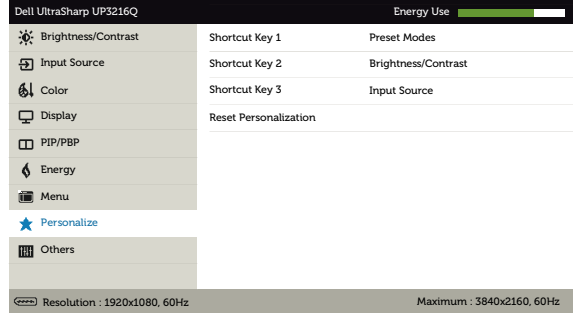 Dell UltraSharp UP3216Q Energy Use
Brightness/Contrast Shortcut Key 1 Preset Modes
Input Source Shortcut Key 2 Brightness/Contrast
Color Shortcut Key 3 Input Source
Display Reset Personalization
PIP/PBP
Energy
Menu
Personalize
Others
Resolution : 1920x1080, 60Hz Maximum : 3840x2160, 60Hz